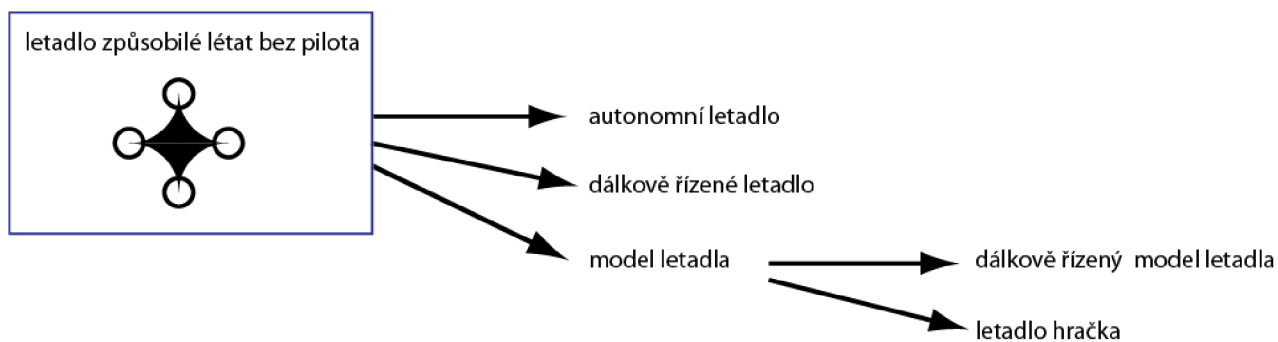 letadlo způsobilé létat bez pilota
autonomní letadlo
dálkově řízené letadlo
model letadla
dálkově řízený model letadla
letadlo hračka